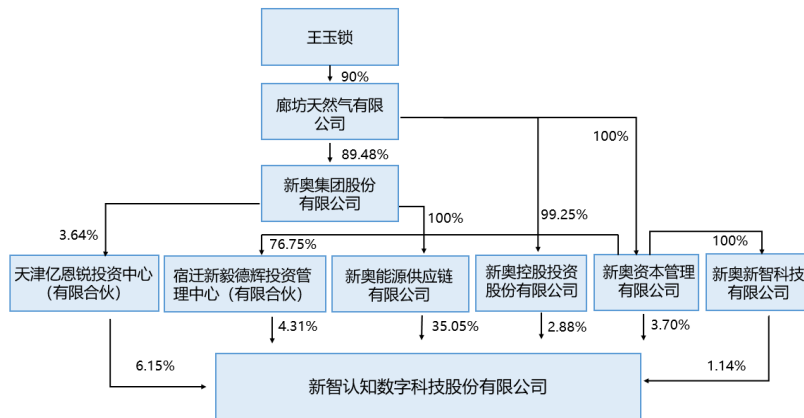 王玉锁
90%
廊坊天然气有限
公司
89.48%
100%
新奥集团股份
有限公司
3.64%
100%
99.25%
76.75%
100%
天津亿恩锐投资中心
（有限合伙）
宿迁新毅德辉投资管
理中心（有限合伙）
新奥能源供应链
有限公司
新奥控股投资
股份有限公司
新奥资本管理
有限公司
新奥新智科技
有限公司
4.31%
35.05%
2.88%
3.70%
6.15%
1.14%
新智认知数字科技股份有限公司